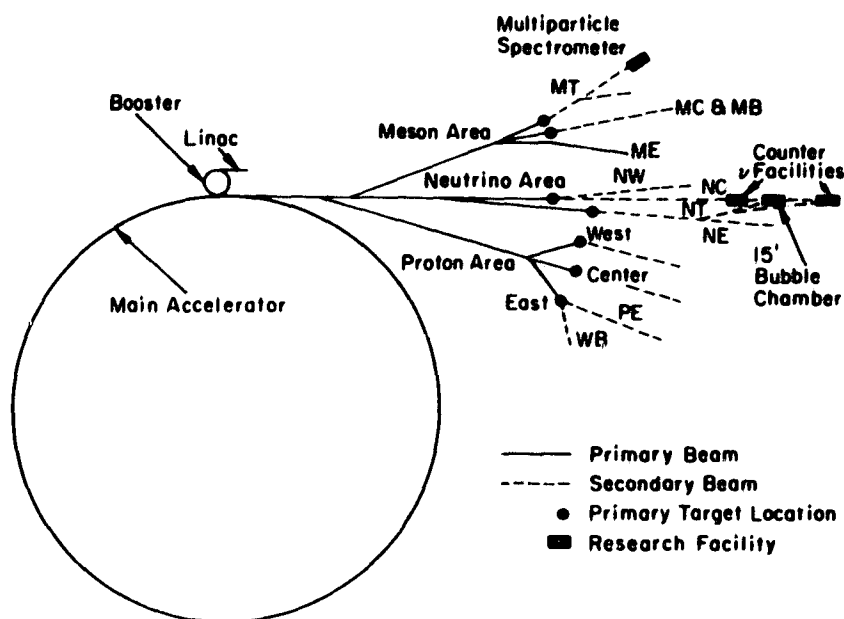 Multiparticle
Spectrometer
MT
Booster
Linac
MC & MB
Meson Area
ME
Counter
ν Facilities
NW
Neutrino Area
NC
NT
NE
West
15'
Bubble
Chamber
Proton Area
Center
Main Accelerator
East
PE
WB
Primary Beam
Secondary Beam
Primary Target Location
Research Facility